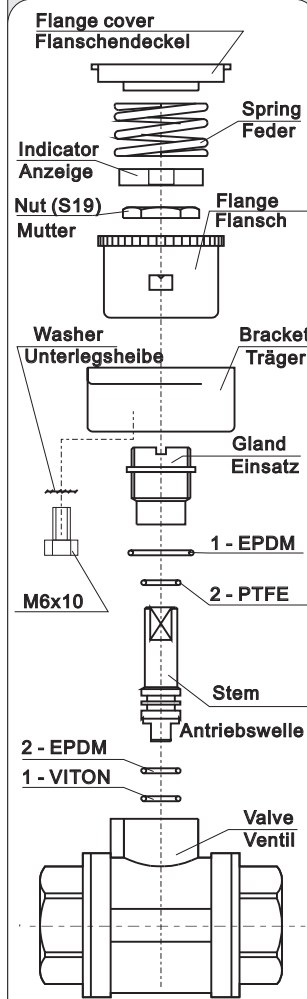 Flange cover
Flanschendeckel
Spring
Feder
Indicator
Anzeige
Nut (S19)
Mutter
Flange
Flansch
Washer
Unterlegsheibe
Bracket
Träger
Gland
Einsatz
1 - EPDM
M6x10
2 - PTFE
Stem
Antriebswelle
2 - EPDM
1 - VITON
Valve
Ventil